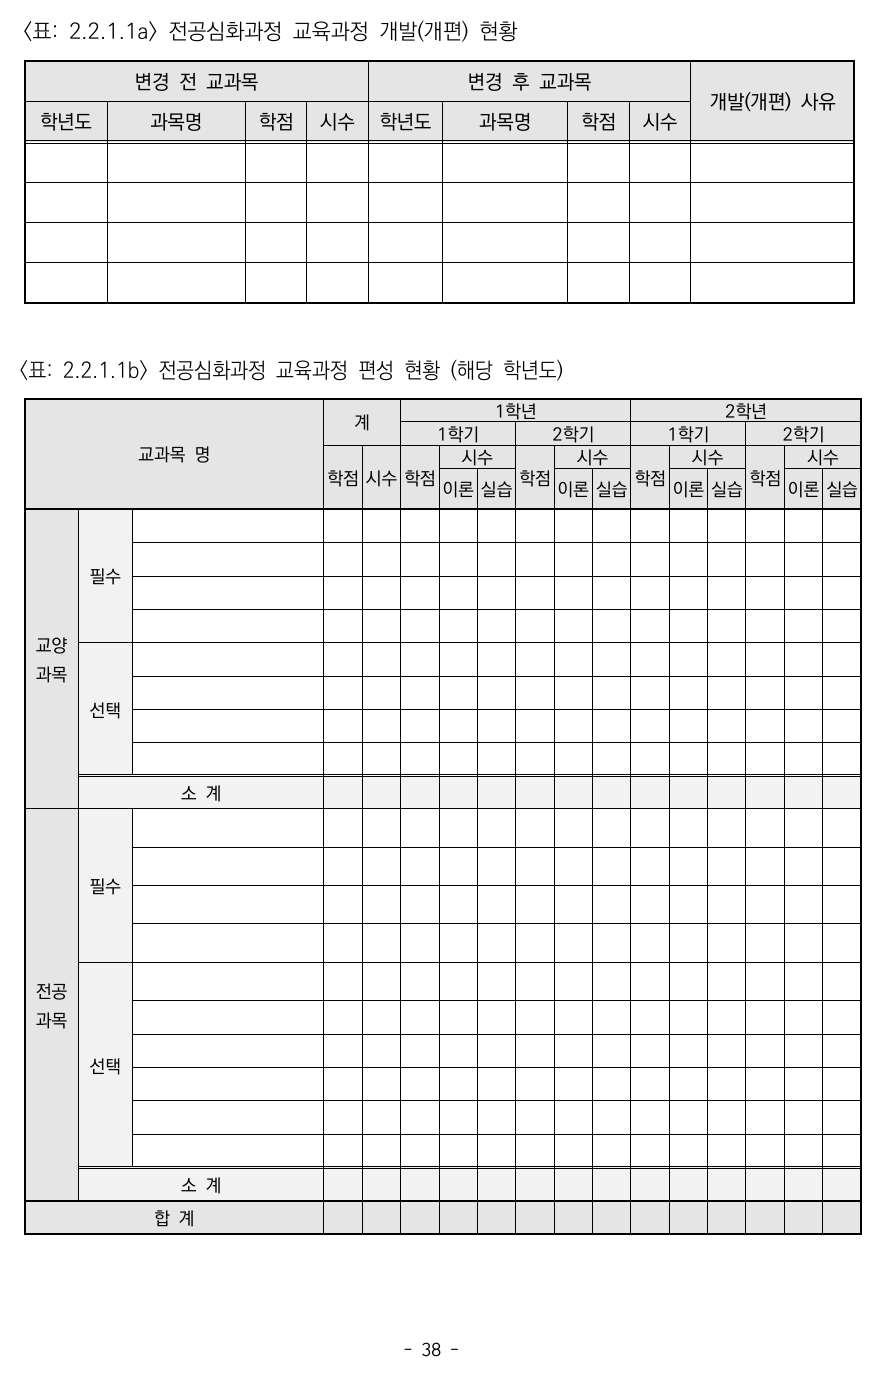 〈표: 2.2.1.1a〉 전공심화과정 교육과정 개발(개편) 현황
변경 전 교과목 변경 후 교과목 개발(개편) 사유
학년도 과목명 학점 시수 학년도 과목명 학점 시수
〈표: 2.2.1.1b〉 전공심화과정 교육과정 편성 현황 (해당 학년도)
교과목 명 계 1학년 2학년
1학기 2학기 1학기 2학기
학점 시수 학점 시수 학점 시수 학점 시수 학점 시수
이론 실습 이론 실습 이론 실습 이론 실습
교양
과목
필수
선택
소 계
전공
과목
필수
선택
소 계
합 계
- 38 -